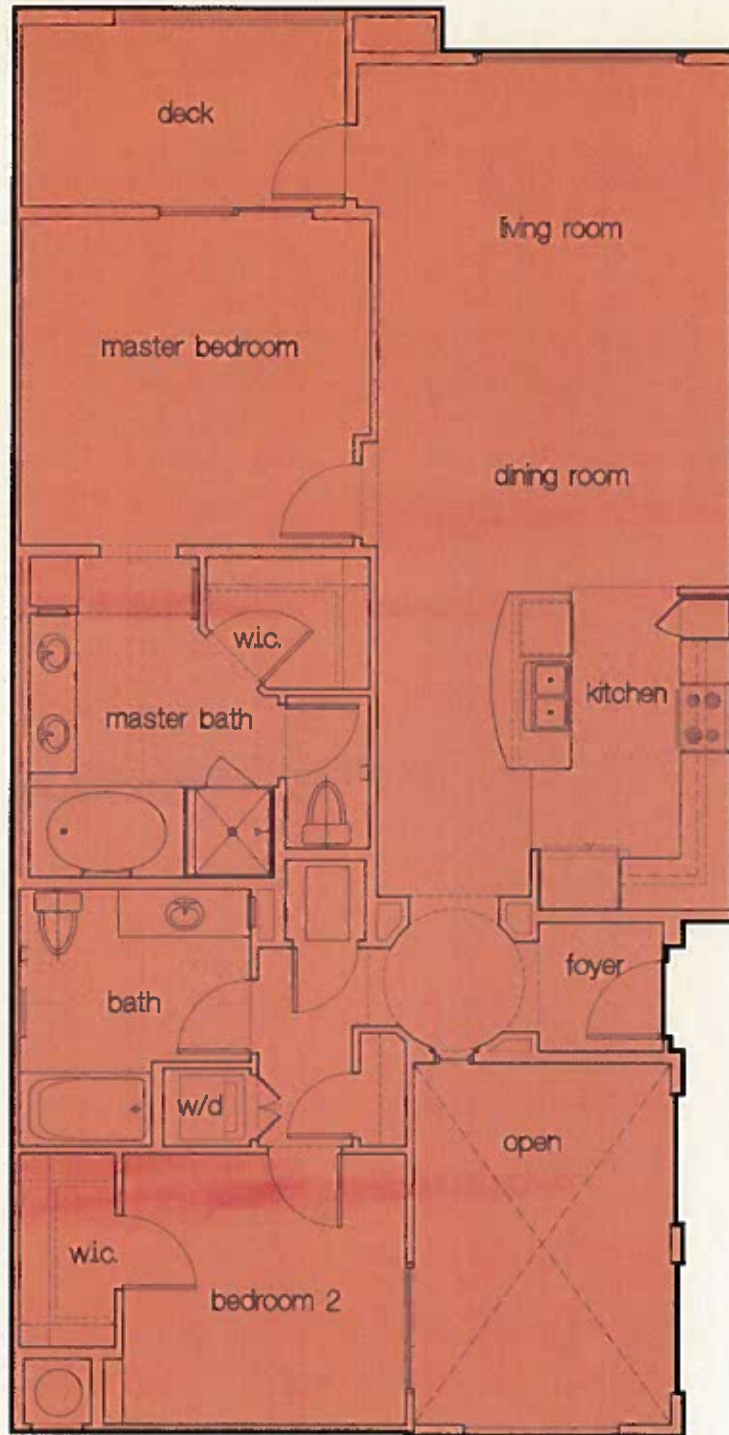 deck
living room
master bedroom
dining room
w.i.c.
kitchen
master bath
foyer
bath
w/d
open
w.i.c.
bedroom 2